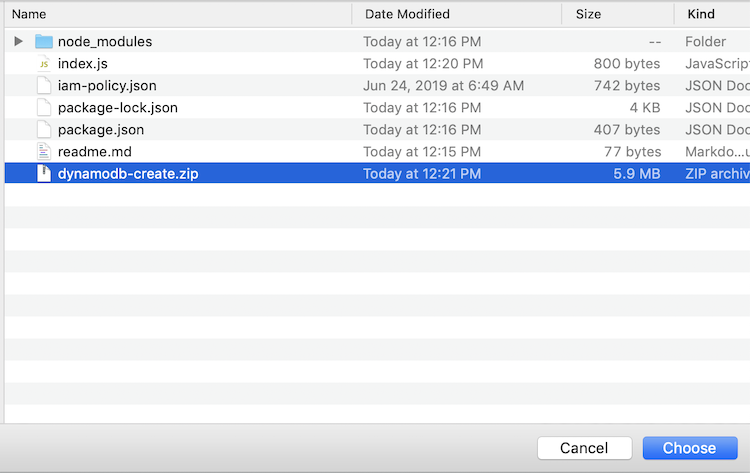 Name Date Modified Size Kind
node_modules Today at 12:16 PM -- Folder
JS index.js Today at 12:20 PM 800 bytes JavaScript
iam-policy.json Jun 24, 2019 at 6:49 AM 742 bytes JSON Doc
package-lock.json Today at 12:16 PM 4 KB JSON Doc
package.json Today at 12:16 PM 407 bytes JSON Doc
readme.md Today at 12:15 PM 77 bytes Markdo...u
dynamodb-create.zip Today at 12:21 PM 5.9 MB ZIP archiv
Cancel Choose